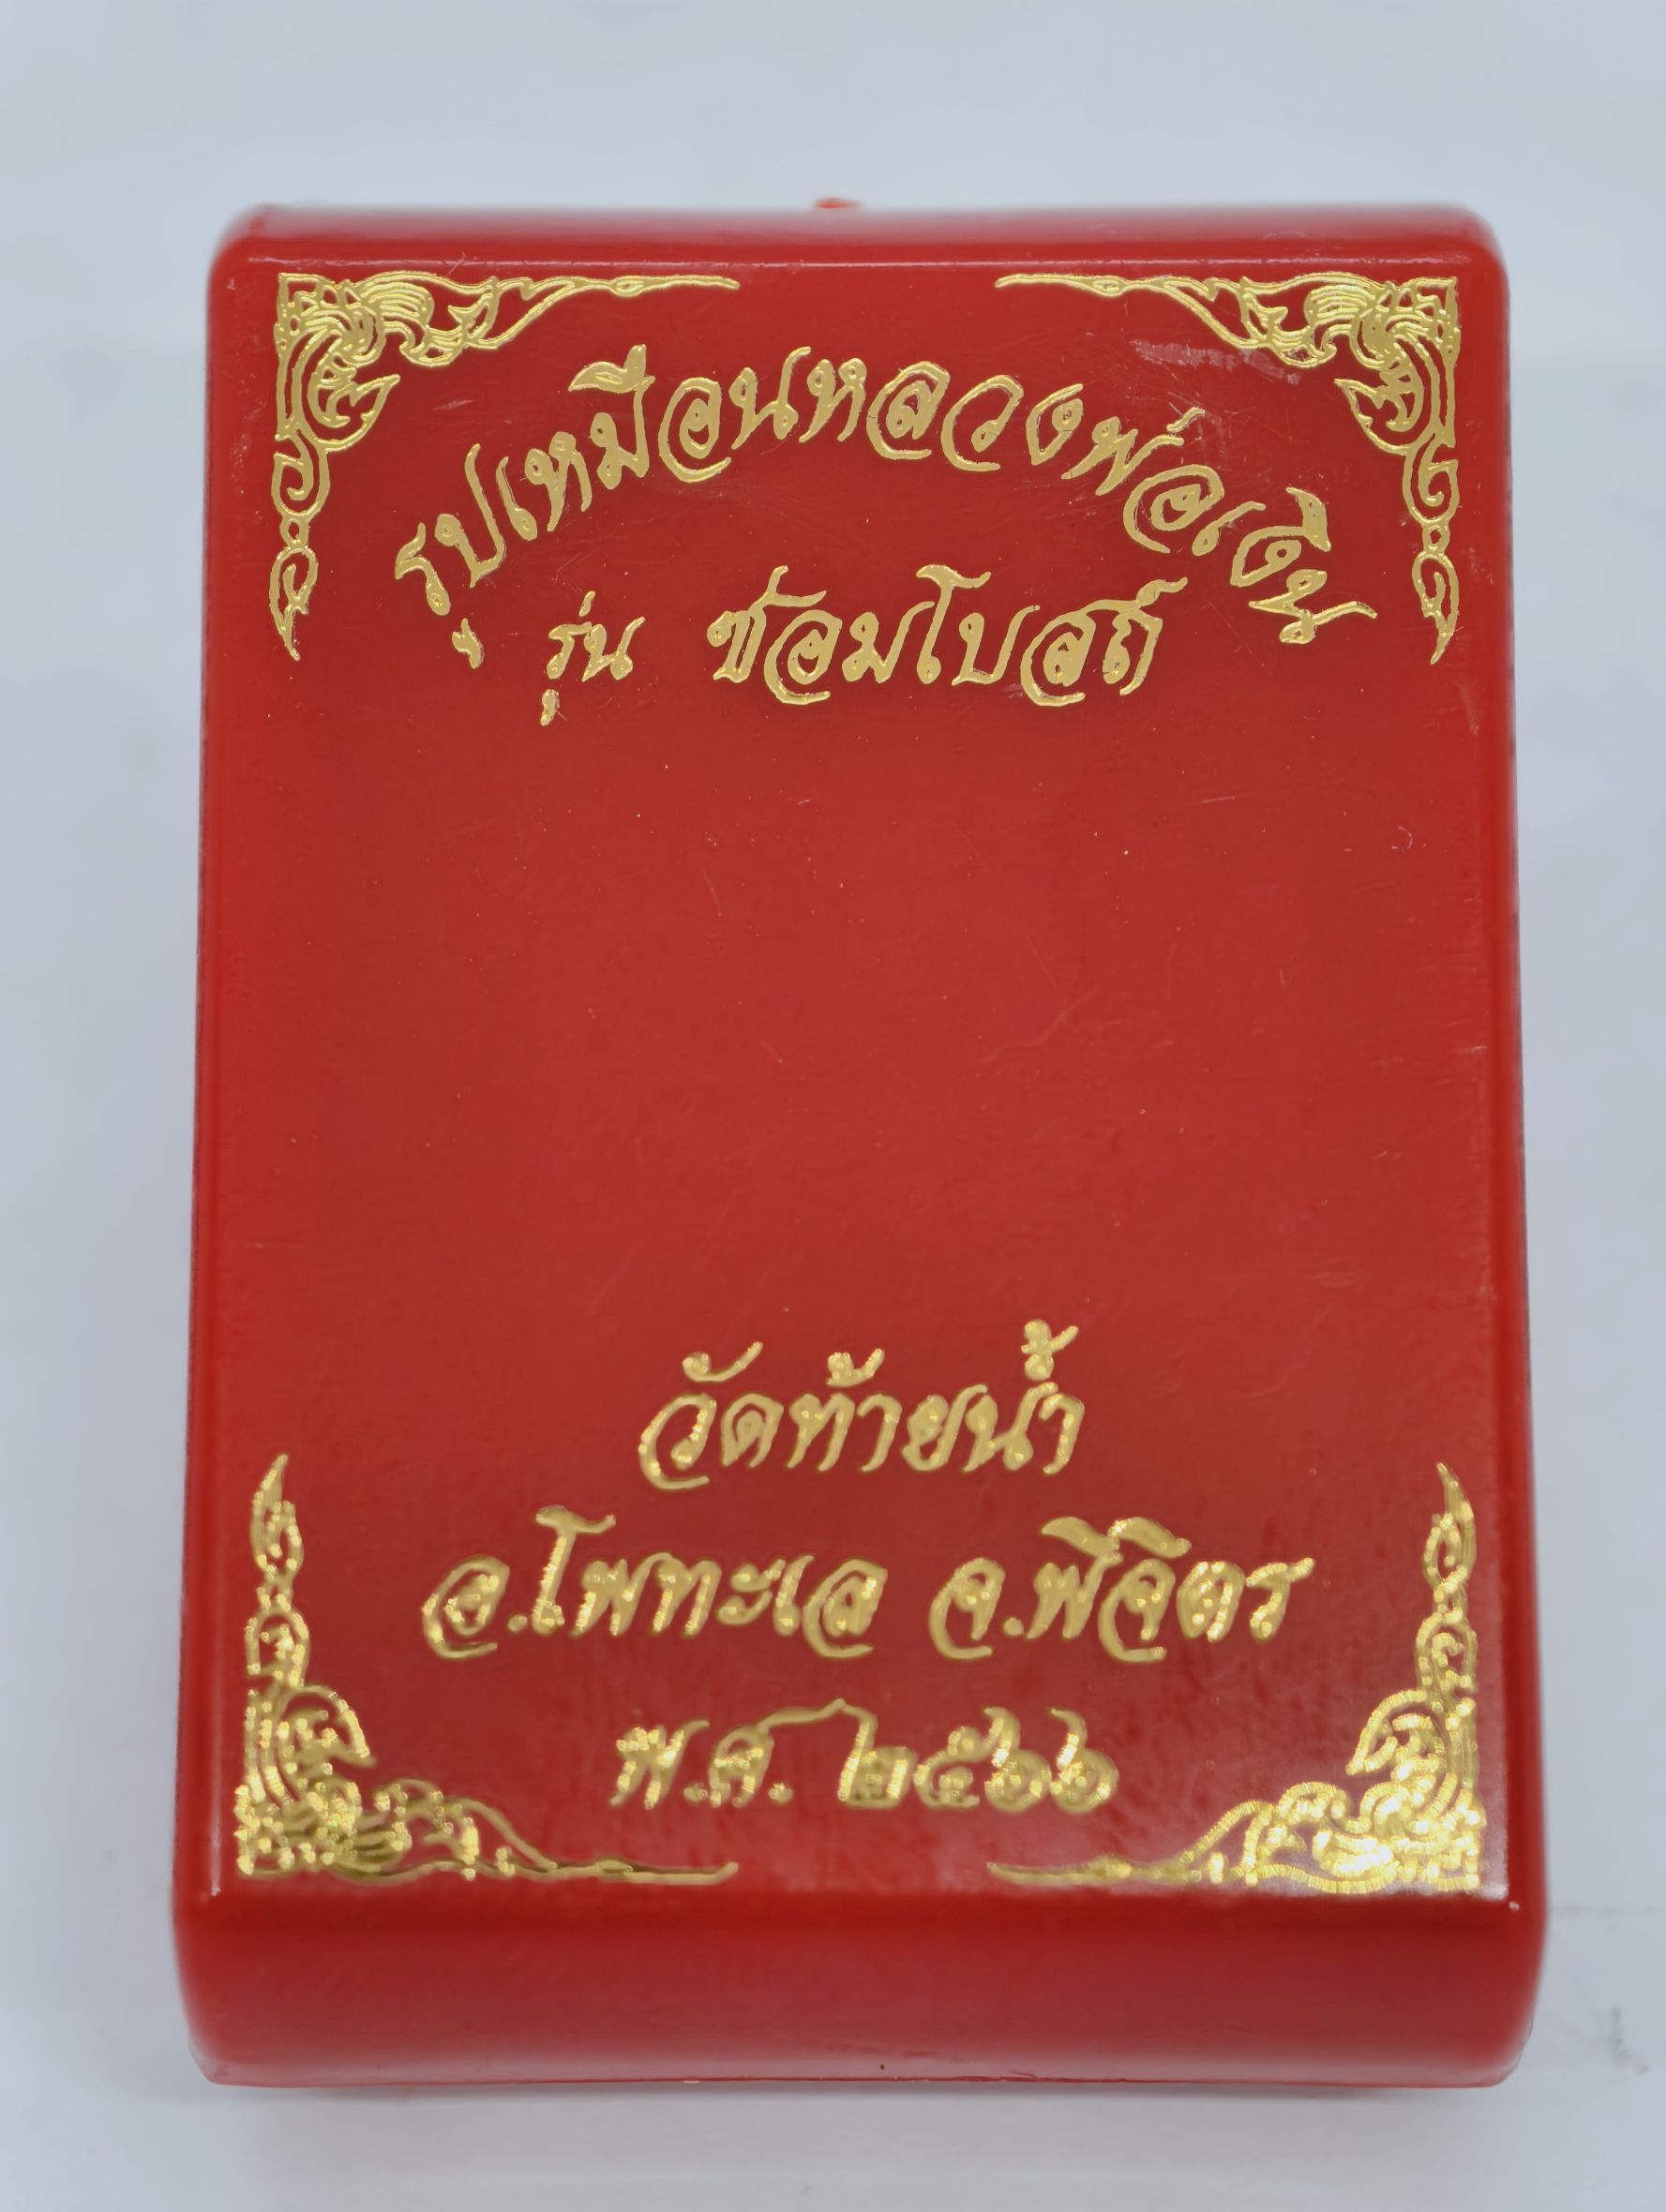 รูปเหมือนหลวงพ่อเงิน
รุ่น ซ่อมโบสถ์
วัดท้ายน้ำ
อ.โพทะเล จ.พิจิตร
พ.ศ. ๒๕๖๖